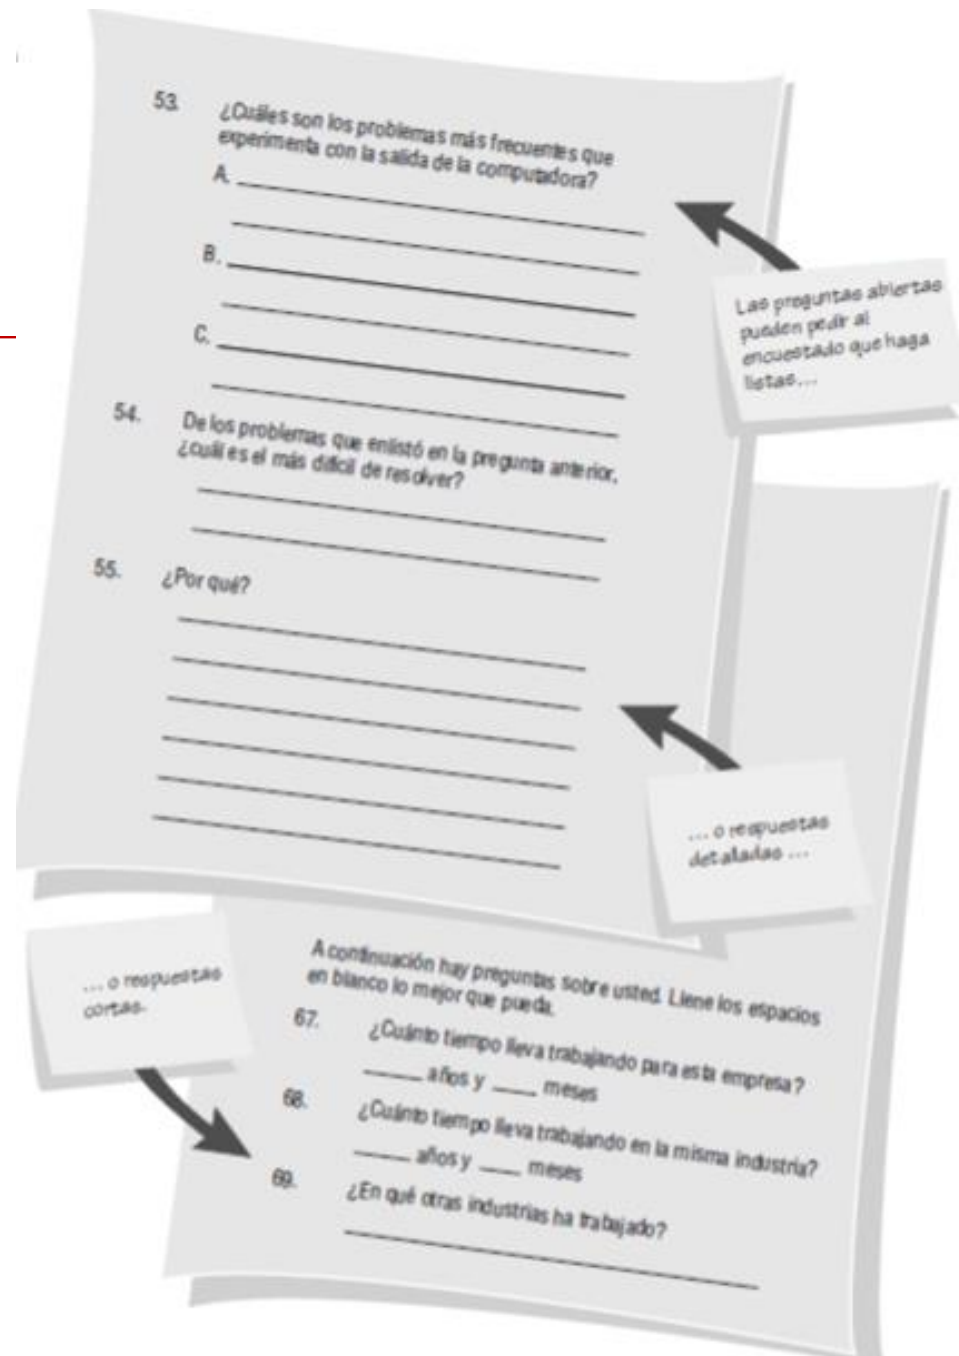 53. ¿Cuáles son los problemas más frecuentes que
experimenta con la salida de la computadora?
A.
B.
C.
Las preguntas abiertas
pueden pedir al
encuestado que haga
listas...
54. De los problemas que enlistó en la pregunta anterior,
¿cuál es el más difícil de resolver?
55. ¿Por qué?
... o respuestas
detalladas ...
... o respuestas
cortas.
A continuación hay preguntas sobre usted. Llene los espacios
en blanco lo mejor que pueda.
67. ¿Cuánto tiempo lleva trabajando para esta empresa?
_____ años y ____ meses
68. ¿Cuánto tiempo lleva trabajando en la misma industria?
_____ años y ____ meses
69. ¿En qué otras industrias ha trabajado?